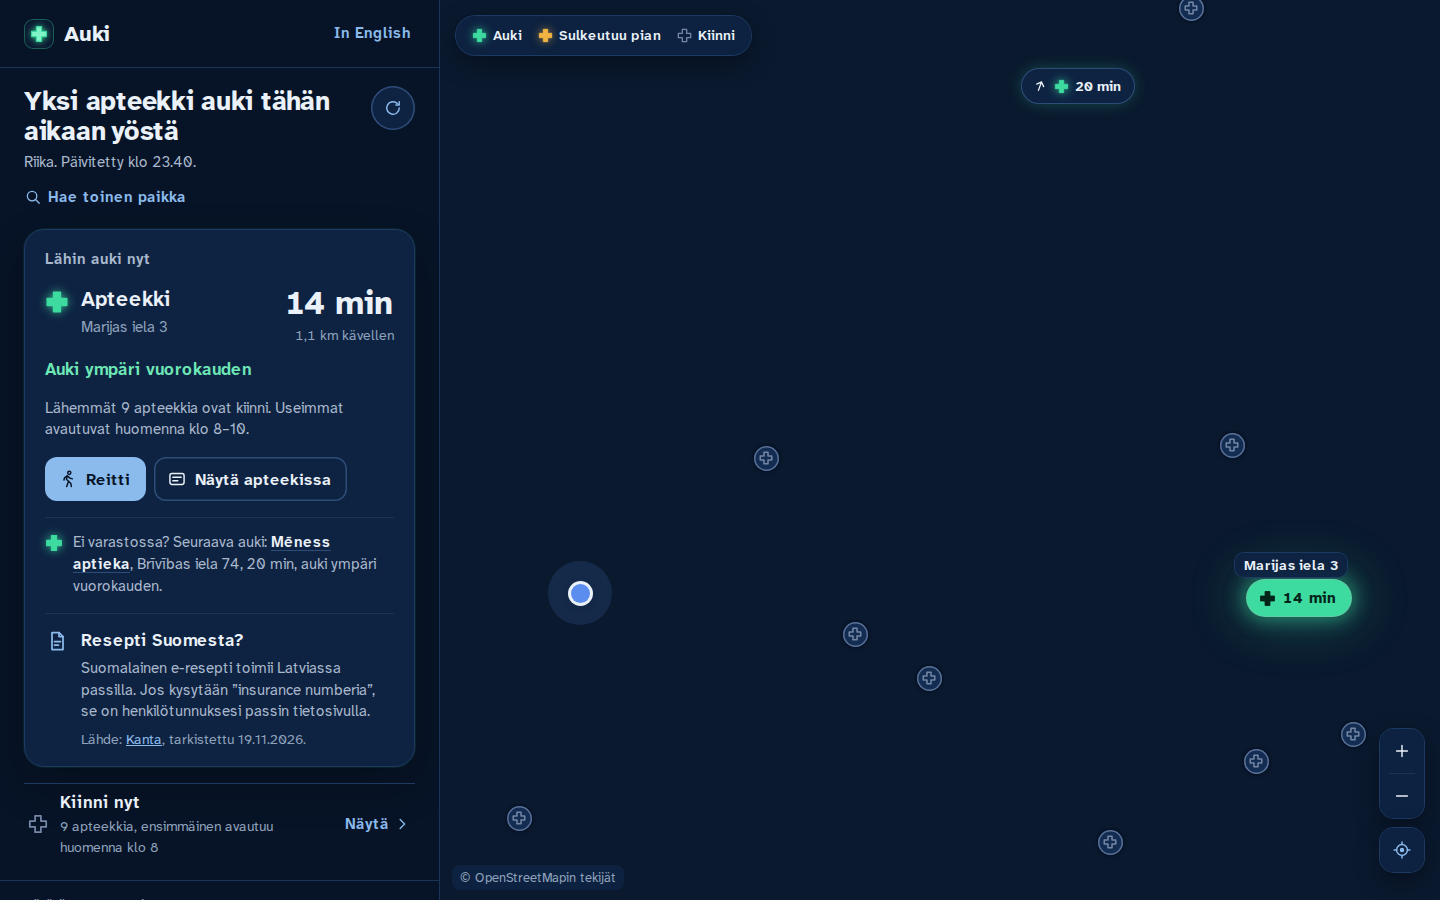 Auki
In English
Yksi apteekki auki tähän
aikaan yöstä
Riika. Päivitetty klo 23.40.
Hae toinen paikka
Lähin auki nyt
Apteekki
14 min
Marijas iela 3
1,1 km kävellen
Auki ympäri vuorokauden
Lähemmät 9 apteekkia ovat kiinni. Useimmat
avautuvat huomenna klo 8–10.
Reitti
Näytä apteekissa
Ei varastossa? Seuraava auki: Mēness
aptieka, Brīvības iela 74, 20 min, auki ympäri
vuorokauden.
Resepti Suomesta?
Suomalainen e-resepti toimii Latviassa
passilla. Jos kysytään ”insurance numberia”,
se on henkilötunnuksesi passin tietosivulla.
Lähde: Kanta, tarkistettu 19.11.2026.
Kiinni nyt
9 apteekkia, ensimmäinen avautuu
huomenna klo 8
Näytä
Auki
Sulkeutuu pian
Kiinni
20 min
Marijas iela 3
14 min
© OpenStreetMapin tekijät